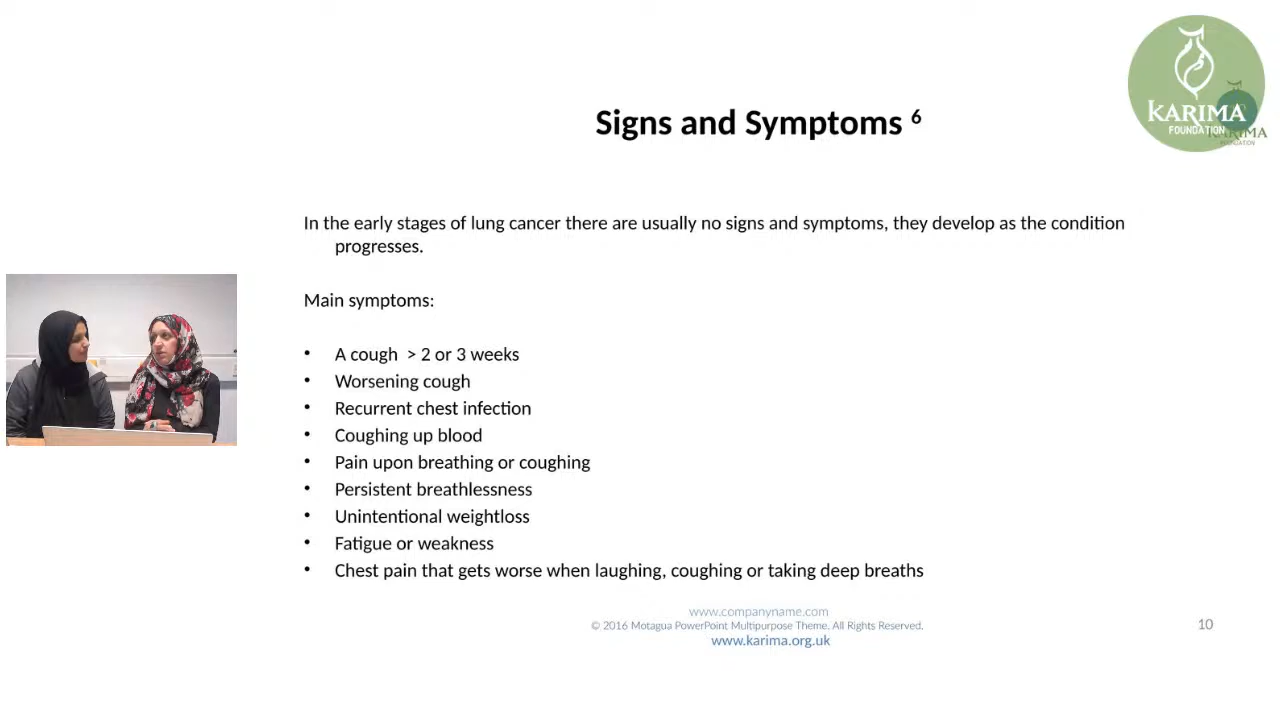 KARIMA
FOUNDATION
KARIMA
FOUNDATION
Signs and Symptoms 6
In the early stages of lung cancer there are usually no signs and symptoms, they develop as the condition
progresses.
Main symptoms:
• A cough > 2 or 3 weeks
• Worsening cough
• Recurrent chest infection
• Coughing up blood
• Pain upon breathing or coughing
• Persistent breathlessness
• Unintentional weightloss
• Fatigue or weakness
• Chest pain that gets worse when laughing, coughing or taking deep breaths
www.companyname.com
© 2016 Motagua PowerPoint Multipurpose Theme. All Rights Reserved.
www.karima.org.uk
10